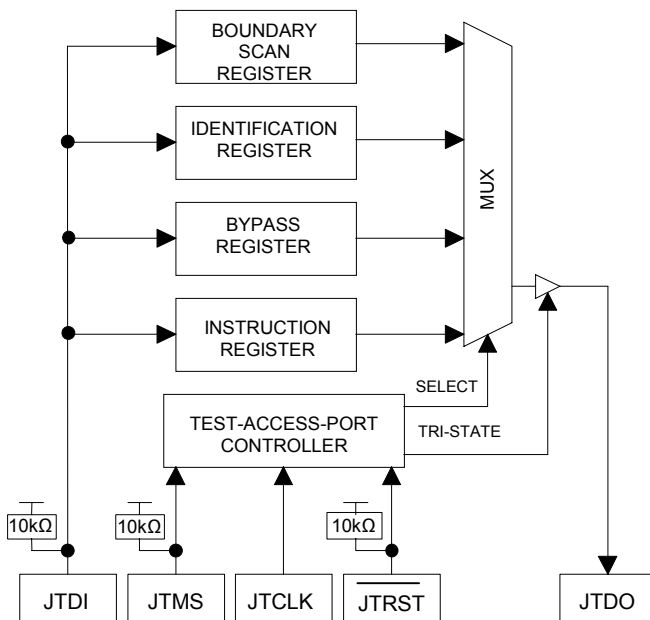 BOUNDARY
SCAN
REGISTER
IDENTIFICATION
REGISTER
BYPASS
REGISTER
INSTRUCTION
REGISTER
MUX
SELECT
TEST-ACCESS-PORT
CONTROLLER
TRI-STATE
10kΩ
10kΩ
10kΩ
JTDI
JTMS
JTCLK
JTRST
JTDO